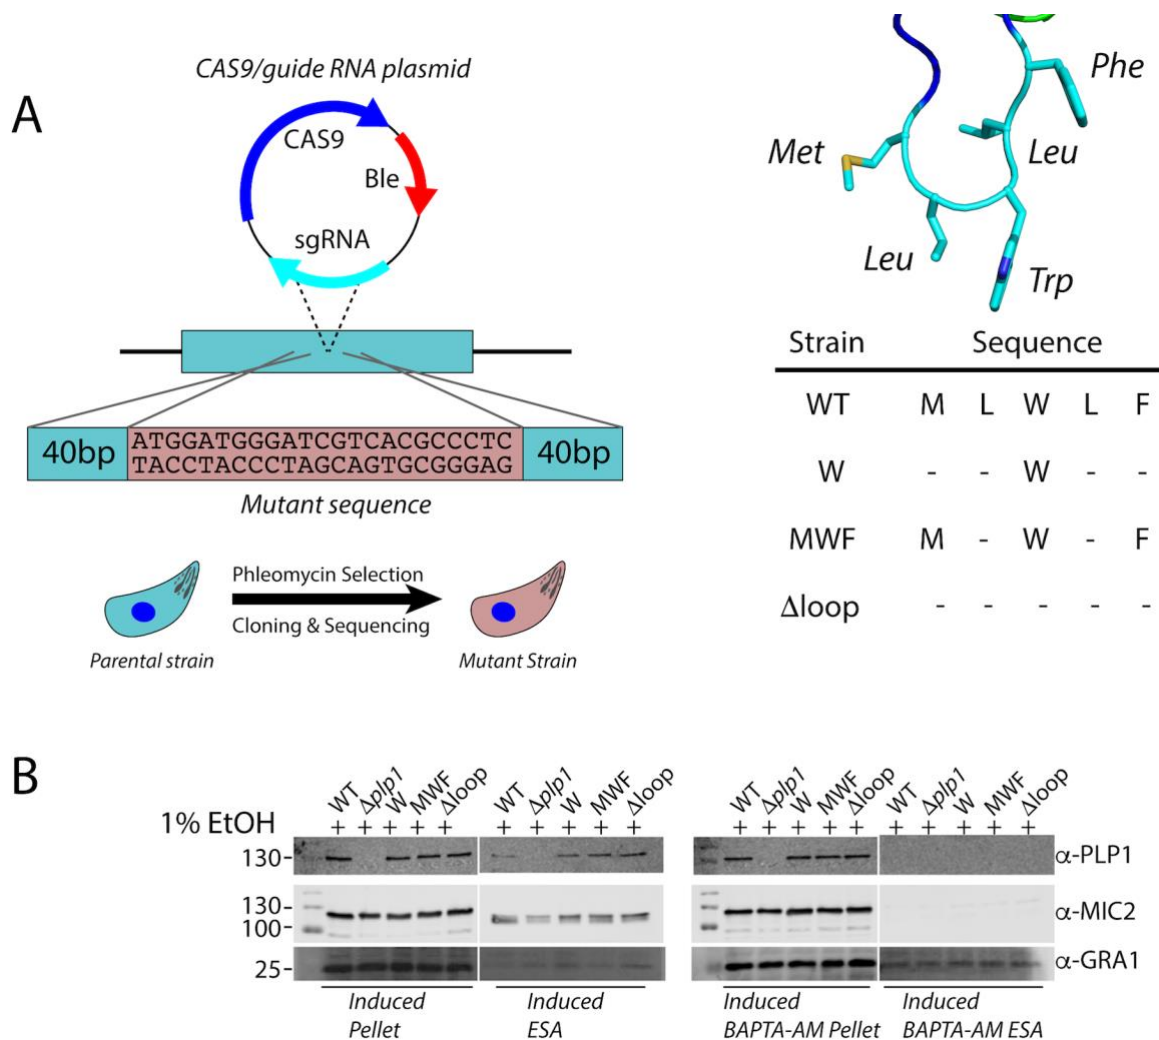 A
CAS9/guide RNA plasmid
CAS9
Ble
sgRNA
40bp
ATGGATGGGATCGTCACGCCCTC
TACCTACCCTAGCAGTGCGGGAG
40bp
Mutant sequence
Phleomycin Selection
Cloning & Sequencing
Parental strain
Mutant Strain
Phe
Met
Leu
Leu
Trp
Strain Sequence
WT M L W L F
W - - W - -
MWF M - W - F
Δloop - - - - -
B
WT Δplp1 W MWF Δloop WT Δplp1 W MWF Δloop WT Δplp1 W MWF Δloop WT Δplp1 W MWF Δloop
1% EtOH + + + + + + + + + + + + + + + + + + + +
130- α-PLP1
130- α-MIC2
100-
25- α-GRA1
Induced Pellet
Induced ESA
Induced BAPTA-AM Pellet
Induced BAPTA-AM ESA